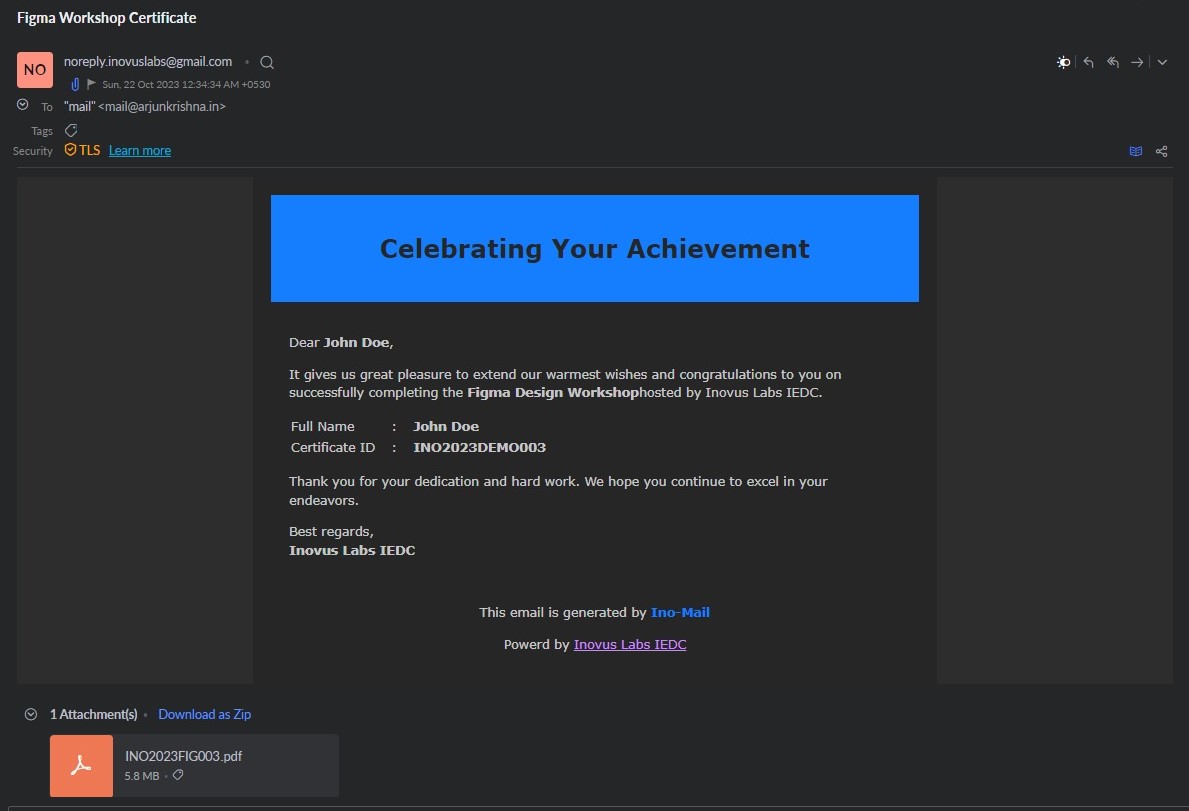 Figma Workshop Certificate
NO
noreply.inovuslabs@gmail.com
Sun, 22 Oct 2023 12:34:34 AM +0530
To "mail" <mail@arjunkrishna.in>
Tags
Security TLS Learn more
Celebrating Your Achievement
Dear John Doe,
It gives us great pleasure to extend our warmest wishes and congratulations to you on
successfully completing the Figma Design Workshophosted by Inovus Labs IEDC.
Full Name : John Doe
Certificate ID : INO2023DEMO003
Thank you for your dedication and hard work. We hope you continue to excel in your
endeavors.
Best regards,
Inovus Labs IEDC
This email is generated by Ino-Mail
Powerd by Inovus Labs IEDC
1 Attachment(s) • Download as Zip
INO2023FIG003.pdf
5.8 MB